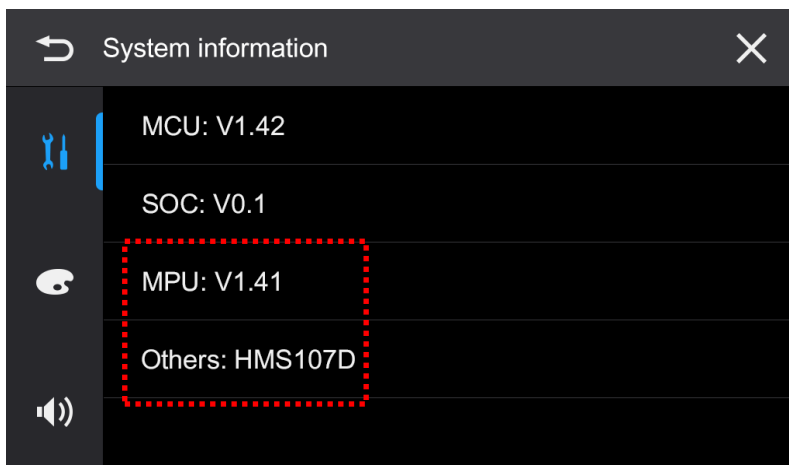 System information
MCU: V1.42
SOC: V0.1
MPU: V1.41
Others: HMS107D